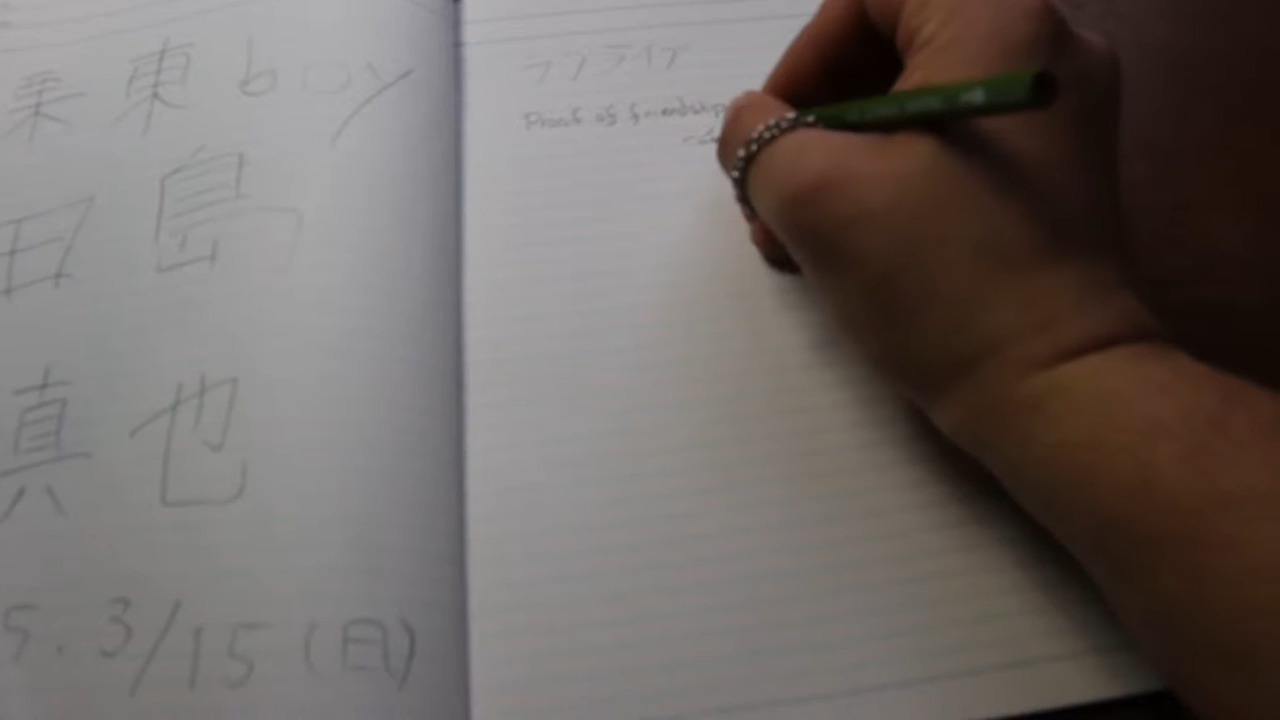 東boy
田島
真也
5. 3/15(日)
ラブライブ
Proof of friendship